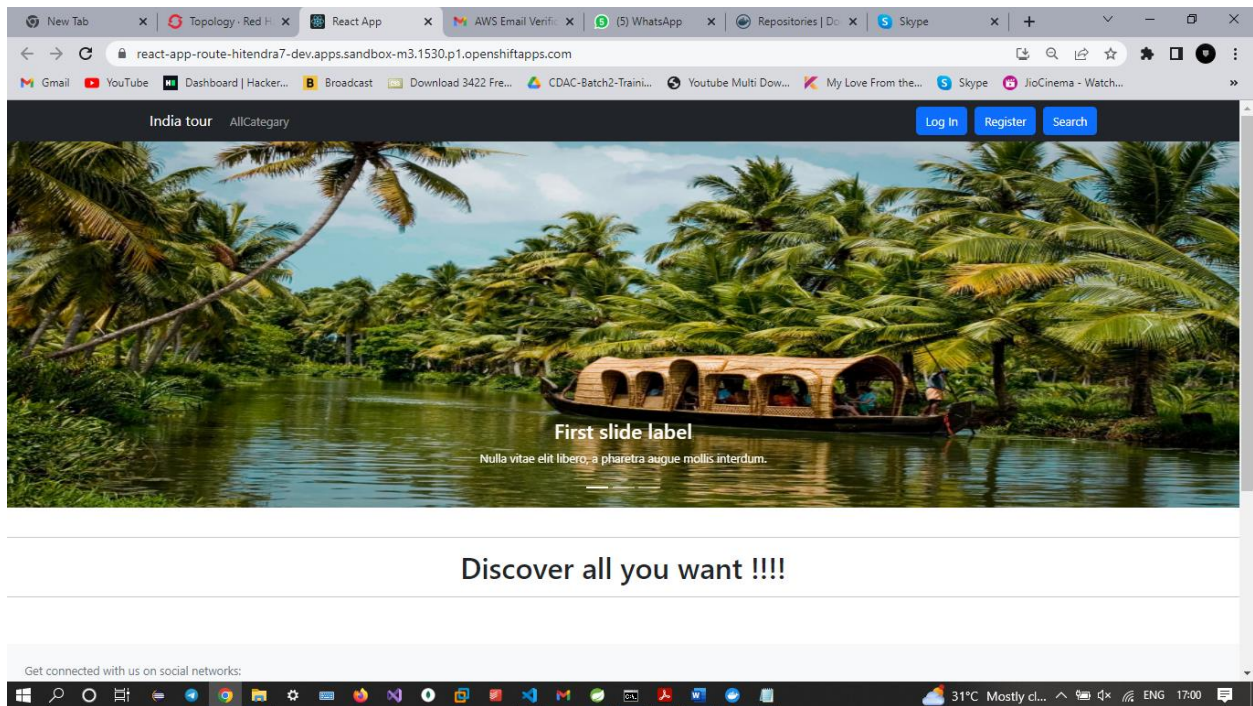 New Tab
Topology · Red H
React App
AWS Email Verific
(5) WhatsApp
Repositories | Do
Skype
react-app-route-hitendra7-dev.apps.sandbox-m3.1530.p1.openshiftapps.com
Gmail
YouTube
Dashboard | Hacker...
Broadcast
Download 3422 Fre...
CDAC-Batch2-Traini...
Youtube Multi Dow...
My Love From the...
Skype
JioCinema - Watch...
»
India tour
AllCategary
Log In
Register
Search
First slide label
Nulla vitae elit libero, a pharetra augue mollis interdum.
Discover all you want !!!!
Get connected with us on social networks:
31°C Mostly cl...
ENG
17:00